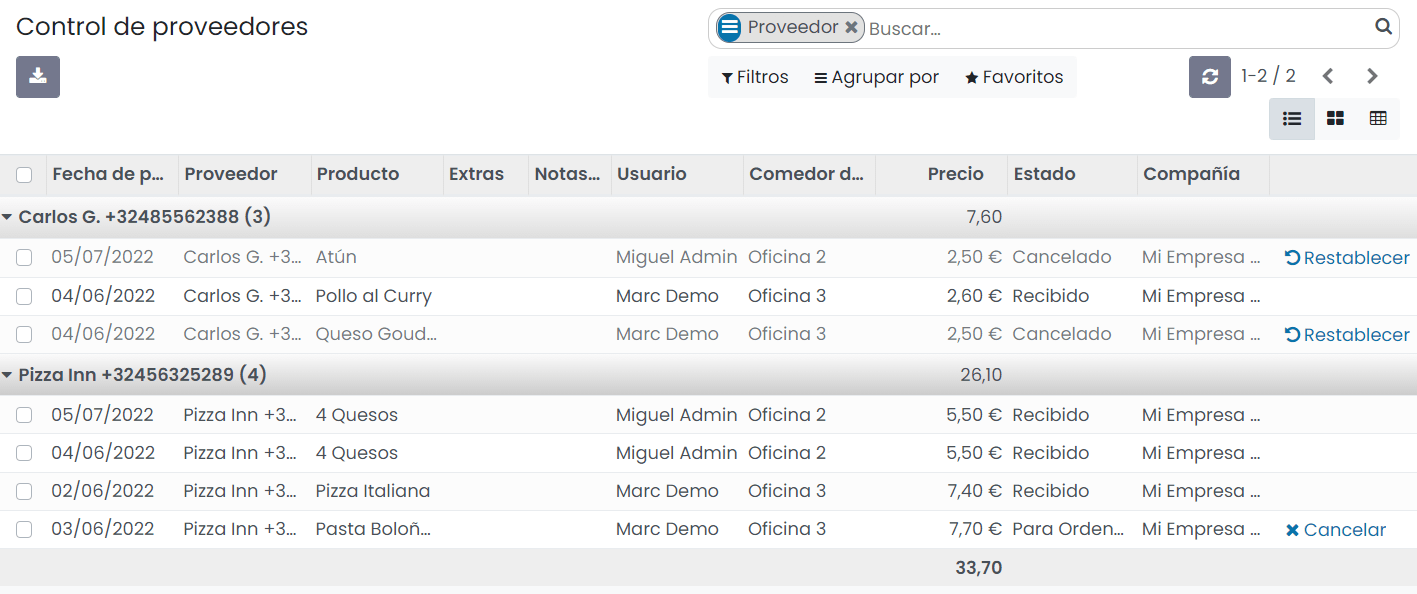 Control de proveedores
Proveedor Buscar...
Filtros Agrupar por Favoritos 1-2 / 2
Fecha de p... Proveedor Producto Extras Notas... Usuario Comedor d... Precio Estado Compañía
Carlos G. +32485562388 (3) 7,60
05/07/2022 Carlos G. +3... Atún Miguel Admin Oficina 2 2,50 € Cancelado Mi Empresa ... Restablecer
04/06/2022 Carlos G. +3... Pollo al Curry Marc Demo Oficina 3 2,60 € Recibido Mi Empresa ...
04/06/2022 Carlos G. +3... Queso Goud... Marc Demo Oficina 3 2,50 € Cancelado Mi Empresa ... Restablecer
Pizza Inn +32456325289 (4) 26,10
05/07/2022 Pizza Inn +3... 4 Quesos Miguel Admin Oficina 2 5,50 € Recibido Mi Empresa ...
04/06/2022 Pizza Inn +3... 4 Quesos Miguel Admin Oficina 2 5,50 € Recibido Mi Empresa ...
02/06/2022 Pizza Inn +3... Pizza Italiana Marc Demo Oficina 3 7,40 € Recibido Mi Empresa ...
03/06/2022 Pizza Inn +3... Pasta Boloñ... Marc Demo Oficina 3 7,70 € Para Orden... Mi Empresa ... Cancelar
33,70